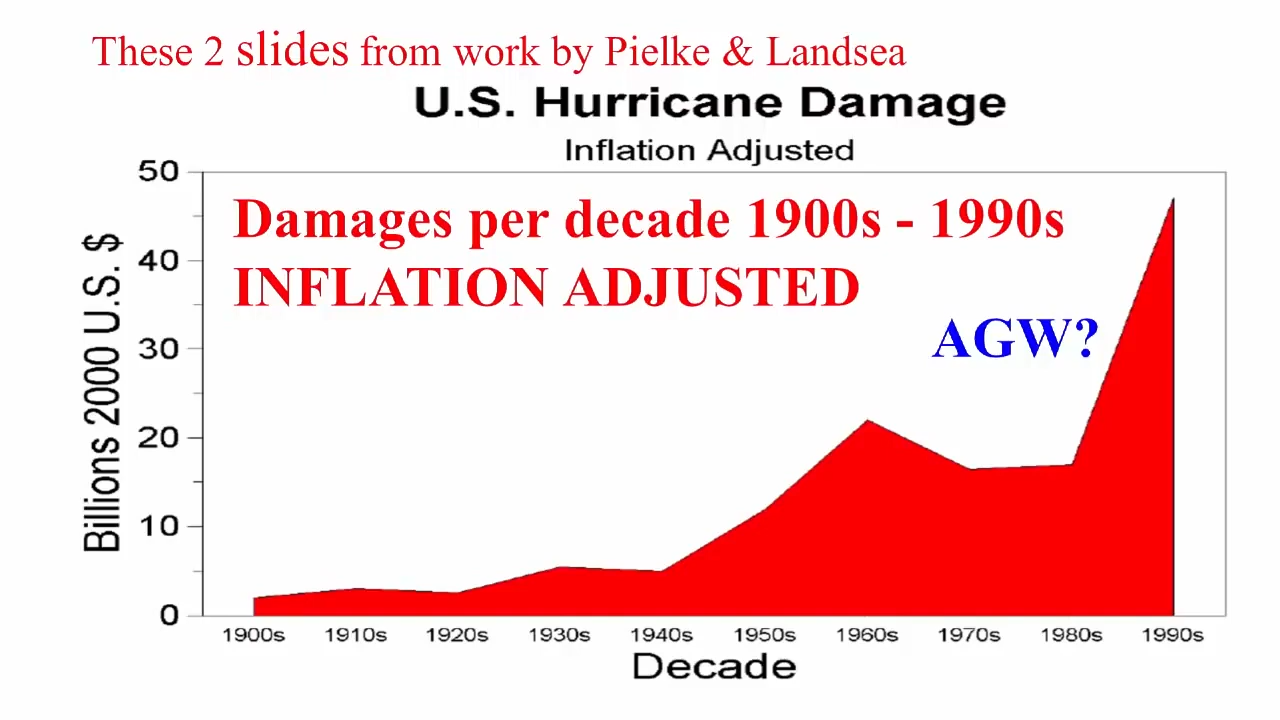 These 2 slides from work by Pielke & Landsea
U.S. Hurricane Damage
Inflation Adjusted
Damages per decade 1900s - 1990s
INFLATION ADJUSTED
AGW?
Billions 2000 U.S. $
50
40
30
20
10
0
1900s 1910s 1920s 1930s 1940s 1950s 1960s 1970s 1980s 1990s
Decade